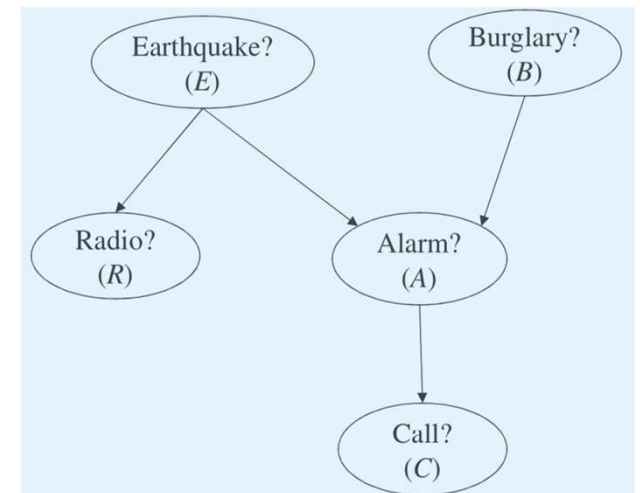 Earthquake?
(E)
Burglary?
(B)
Radio?
(R)
Alarm?
(A)
Call?
(C)